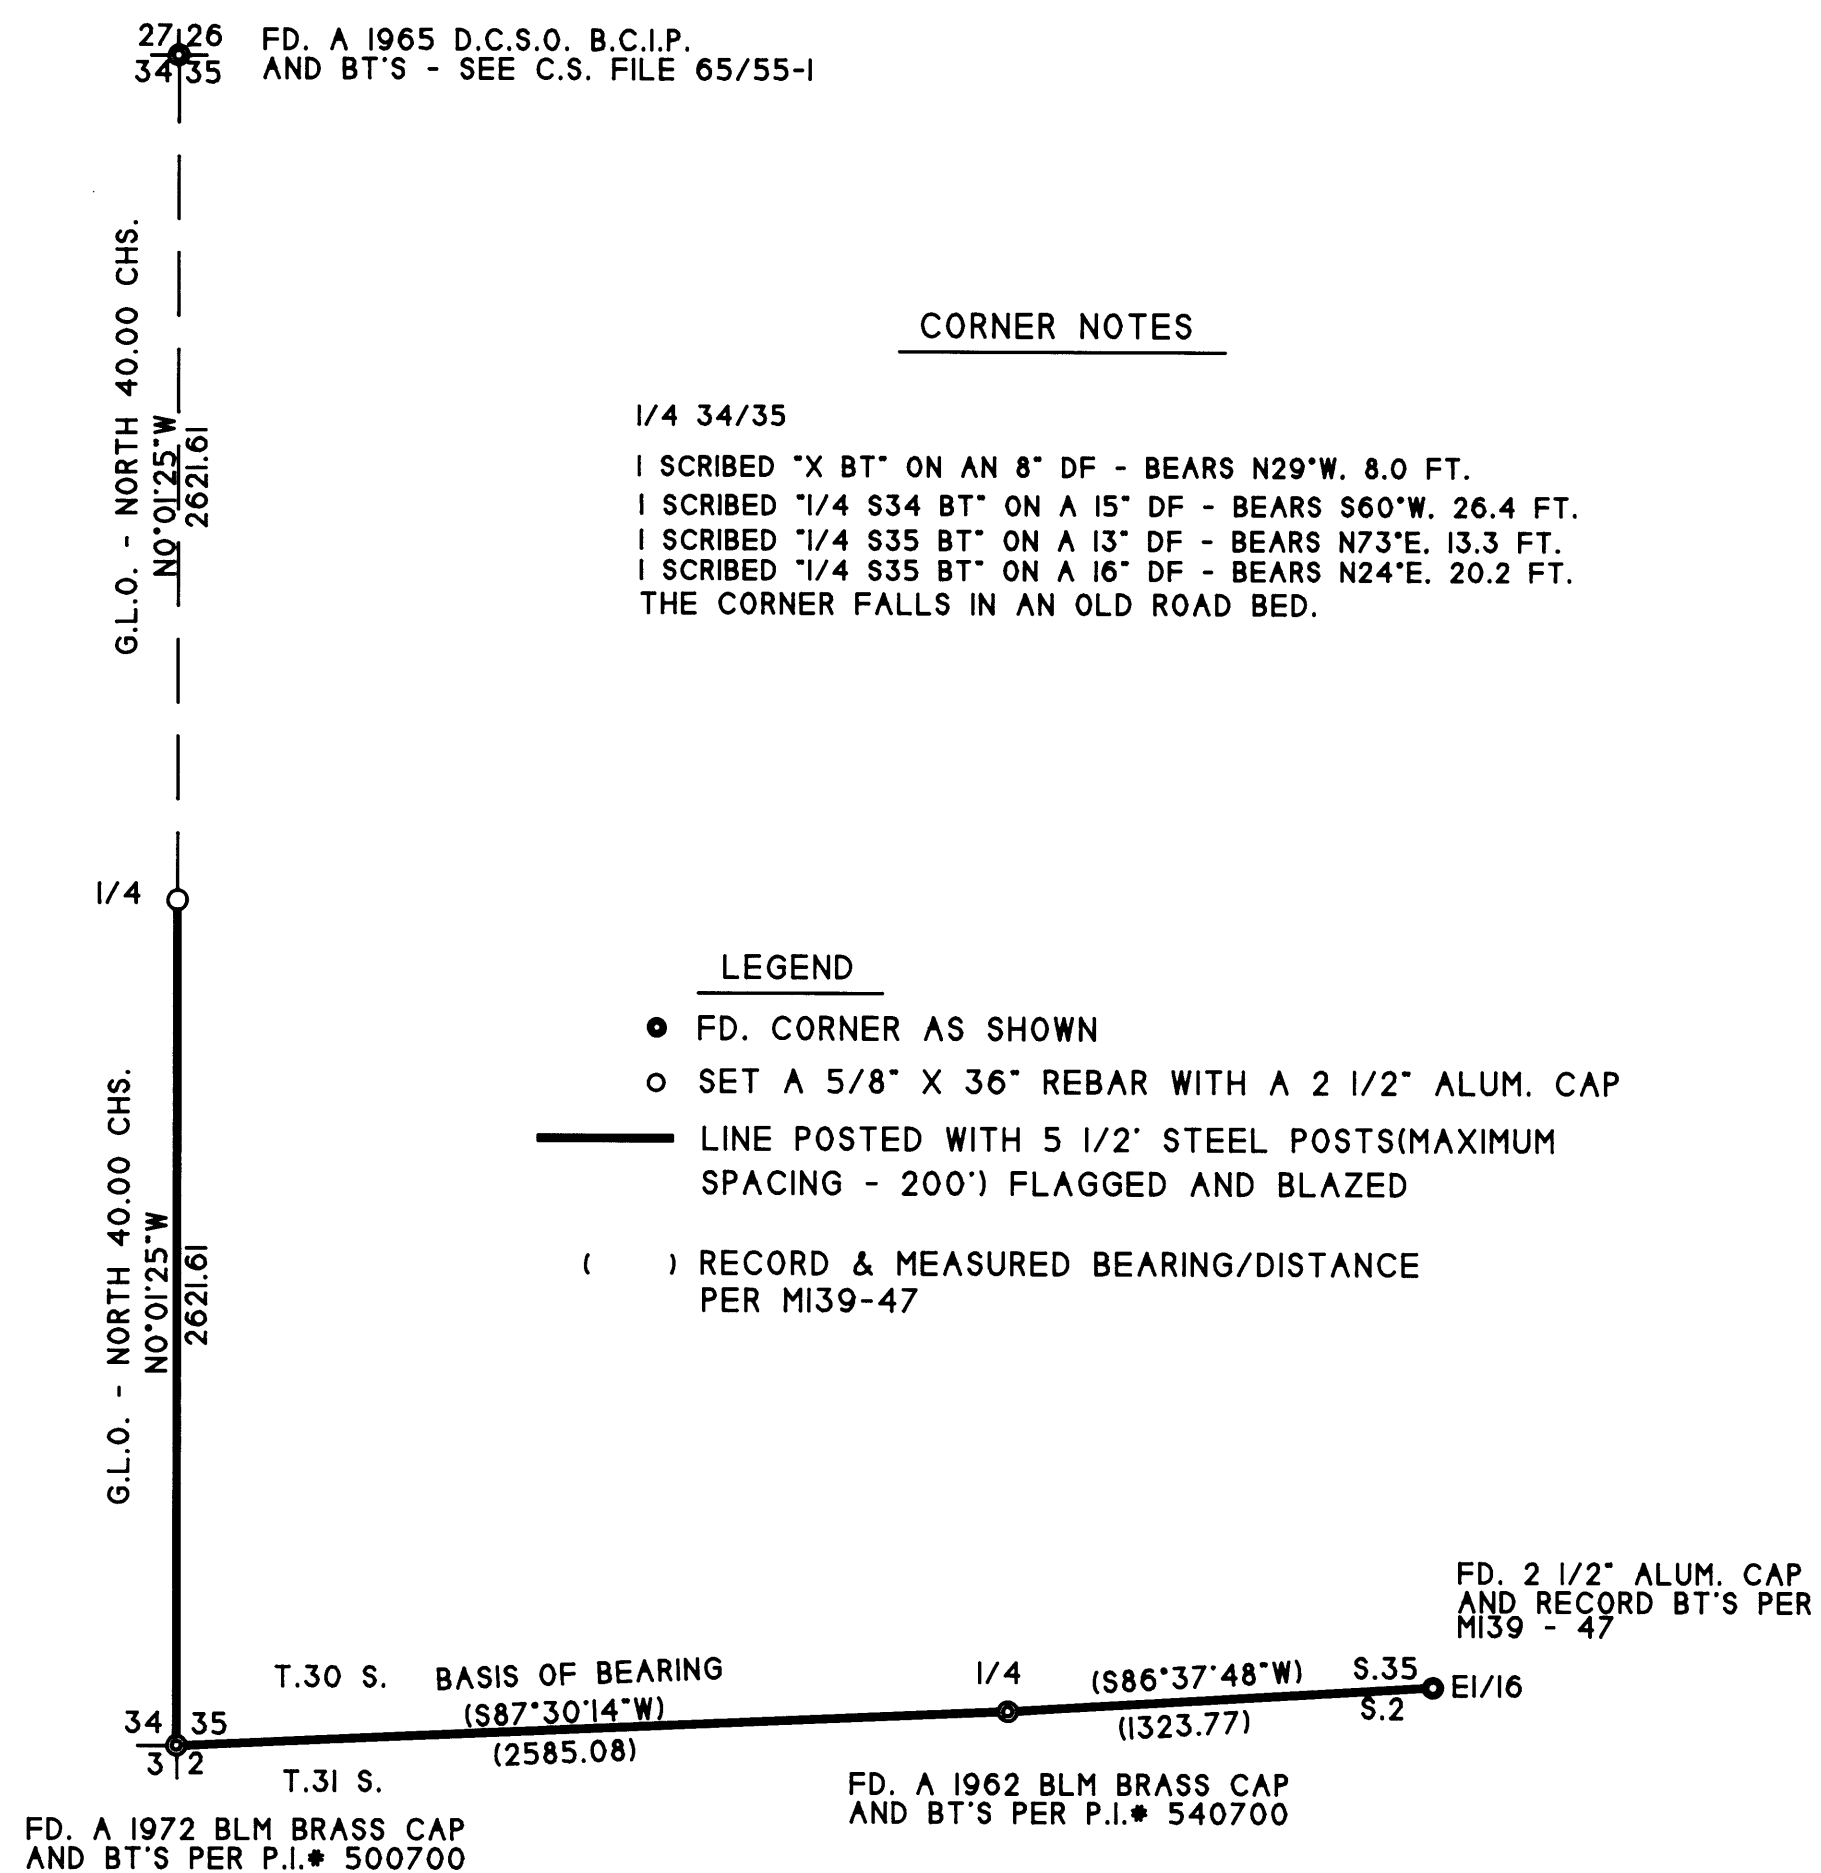 27 26
34 35
FD. A 1965 D.C.S.O. B.C.I.P.
AND BT'S - SEE C.S. FILE 65/55-1
G.L.O. - NORTH 40.00 CHS.
N0°01'25"W
2621.61
CORNER NOTES
1/4 34/35
I SCRIBED "X BT" ON AN 8" DF - BEARS N29°W. 8.0 FT.
I SCRIBED "1/4 S34 BT" ON A 15" DF - BEARS S60°W. 26.4 FT.
I SCRIBED "1/4 S35 BT" ON A 13" DF - BEARS N73°E. 13.3 FT.
I SCRIBED "1/4 S35 BT" ON A 16" DF - BEARS N24°E. 20.2 FT.
THE CORNER FALLS IN AN OLD ROAD BED.
1/4
LEGEND
FD. CORNER AS SHOWN
SET A 5/8" X 36" REBAR WITH A 2 1/2" ALUM. CAP
LINE POSTED WITH 5 1/2' STEEL POSTS(MAXIMUM
SPACING - 200') FLAGGED AND BLAZED
( ) RECORD & MEASURED BEARING/DISTANCE
PER M139-47
G.L.O. - NORTH 40.00 CHS.
N0°01'25"W
2621.61
FD. 2 1/2" ALUM. CAP
AND RECORD BT'S PER
M139 - 47
T.30 S. BASIS OF BEARING
(S87°30'14"W)
(2585.08)
1/4
(S86°37'48"W)
(1323.77)
S.35
S.2
E1/16
34 35
3 2
T.31 S.
FD. A 1962 BLM BRASS CAP
AND BT'S PER P.I.# 540700
FD. A 1972 BLM BRASS CAP
AND BT'S PER P.I.# 500700